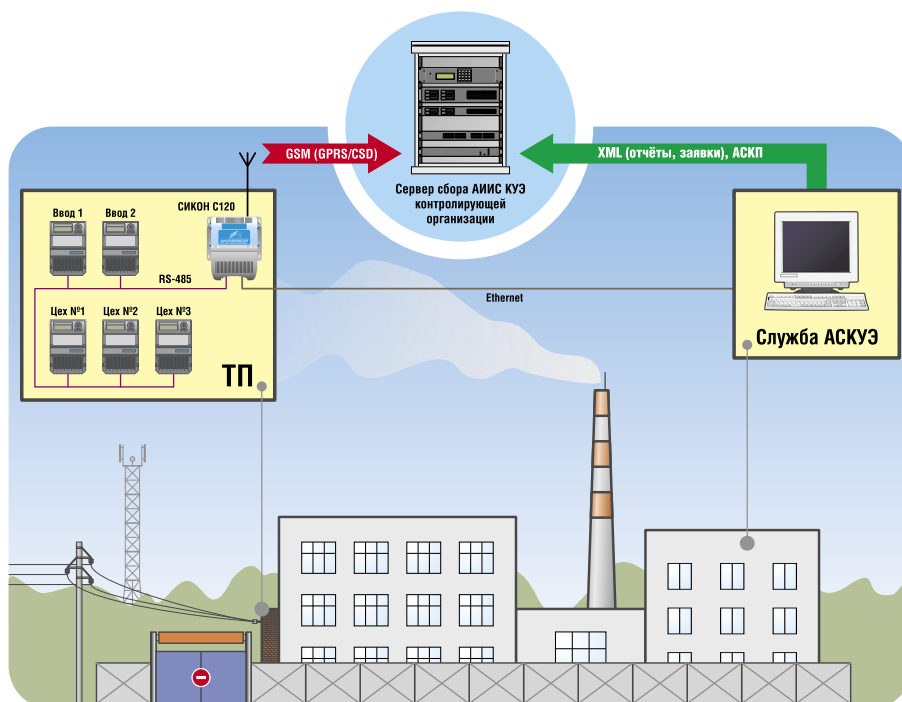 GSM (GPRS/CSD)
XML (отчёты, заявки), АСКП
Сервер сбора АИИС КУЭ
контролирующей
организации
Ввод 1
Ввод 2
СИКОН С120
RS-485
Ethernet
Цех №1
Цех №2
Цех №3
ТП
Служба АСКУЭ